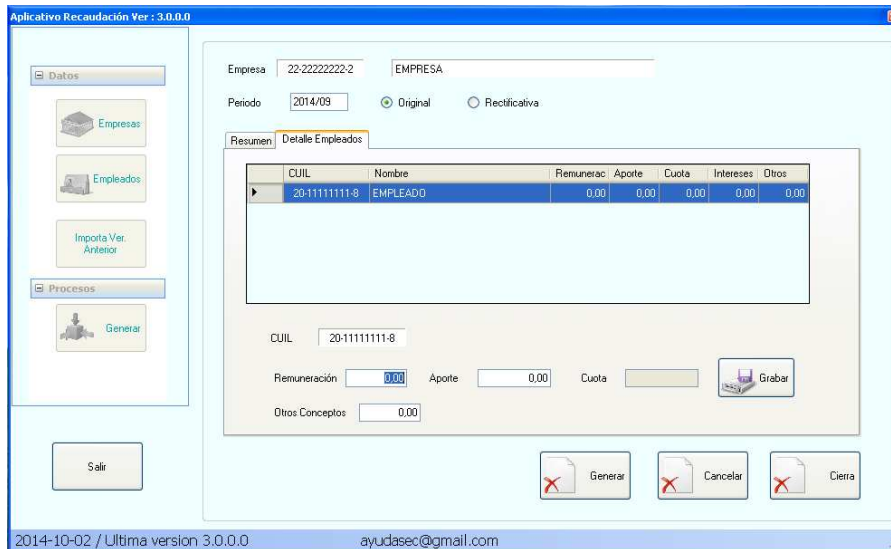 Aplicativo Recaudación Ver : 3.0.0.0
Datos
Empresas
Empleados
Importa Ver. Anterior
Procesos
Generar
Salir
Empresa 22-22222222-2 EMPRESA
Periodo 2014/09 Original Rectificativa
Resumen Detalle Empleados
CUIL Nombre Remunerac Aporte Cuota Intereses Otros
20-11111111-8 EMPLEADO 0,00 0,00 0,00 0,00 0,00
CUIL 20-11111111-8
Remuneración 0,00 Aporte 0,00 Cuota Grabar
Otros Conceptos 0,00
Generar Cancelar Cierra
2014-10-02 / Ultima version 3.0.0.0 ayudasec@gmail.com